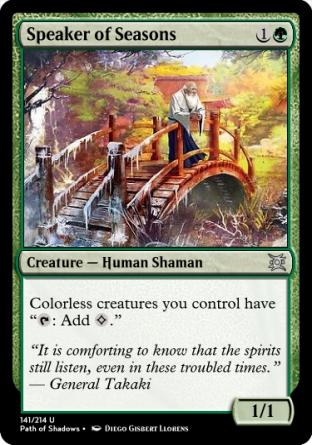 Speaker of Seasons 1
Creature — Human Shaman
Colorless creatures you control have
“: Add .”
“It is comforting to know that the spirits
still listen, even in these troubled times.”
— General Takaki
1/1
141/214 U
Path of Shadows • Diego Gisbert Llorens